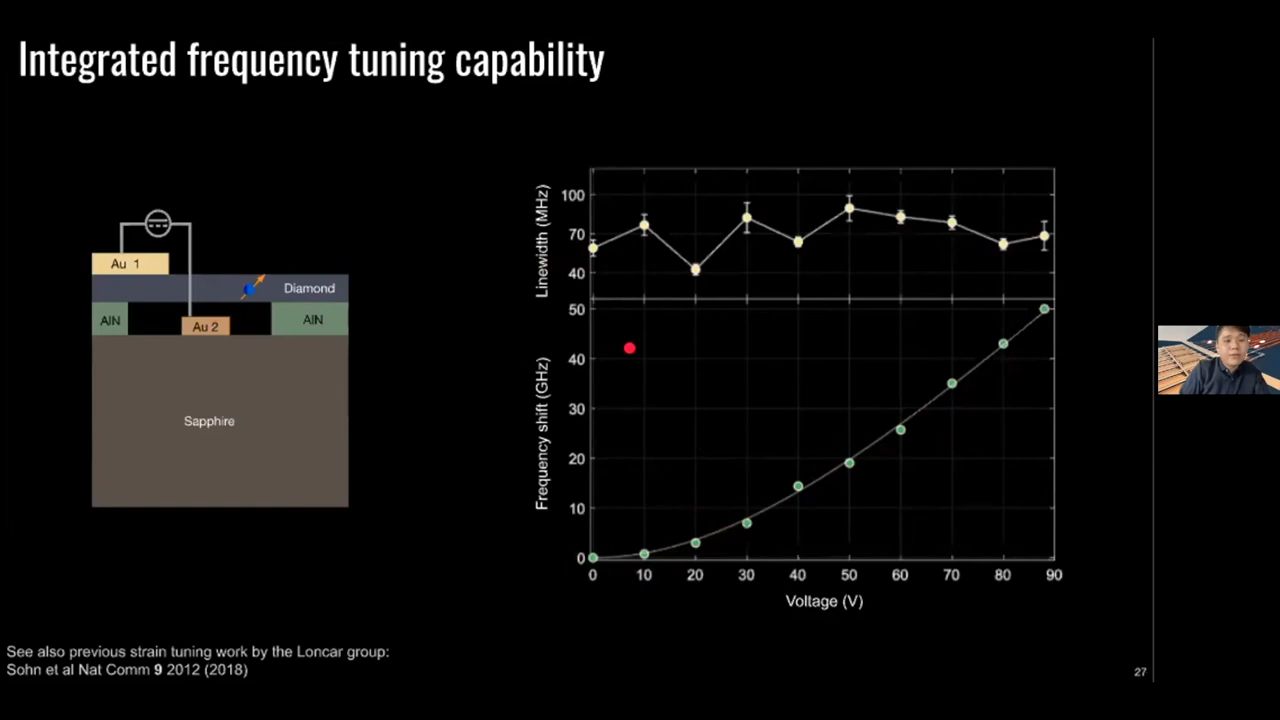 Integrated frequency tuning capability
Au 1
Diamond
AlN
Au 2
AlN
Sapphire
Linewidth (MHz)
100
70
40
Frequency shift (GHz)
50
40
30
20
10
0
0 10 20 30 40 50 60 70 80 90
Voltage (V)
See also previous strain tuning work by the Loncar group:
Sohn et al Nat Comm 9 2012 (2018)
27